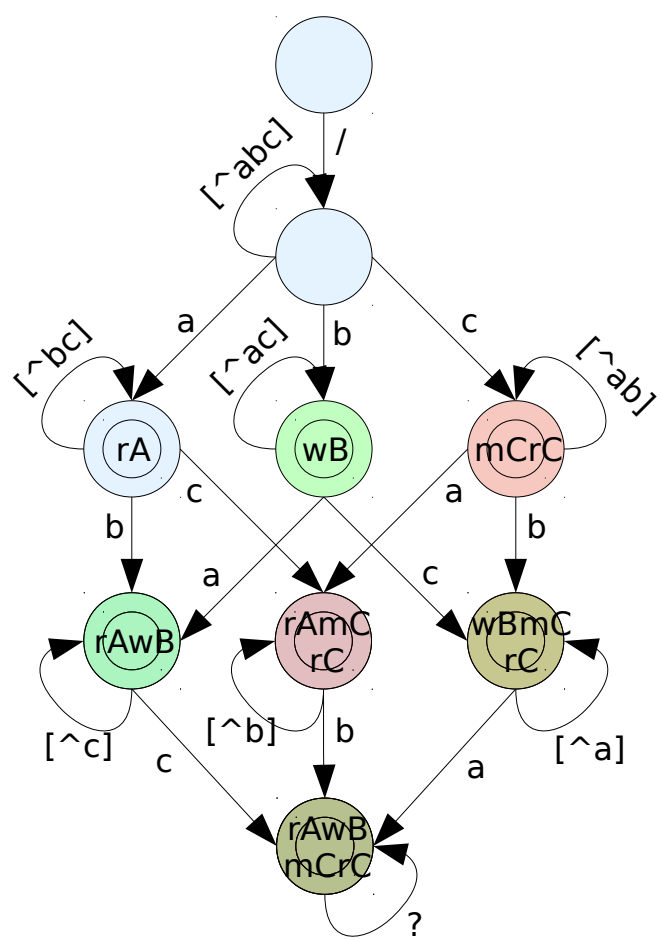 /
[^abc]
a
b
c
[^bc]
[^ac]
[^ab]
rA
wB
mCrC
b
c
a
b
a
c
rAwB
rAmC
rC
wBmC
rC
[^c]
[^b]
b
[^a]
c
a
rAwB
mCrC
?